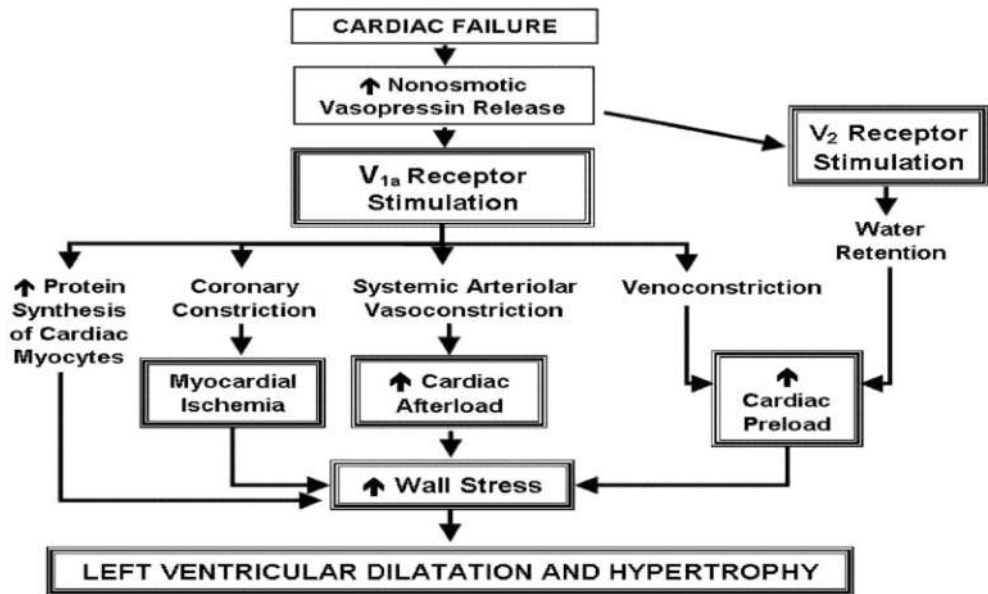 CARDIAC FAILURE
↑ Nonosmotic
Vasopressin Release
V₂ Receptor
Stimulation
V₁ₐ Receptor
Stimulation
Water
Retention
↑ Protein
Synthesis
of Cardiac
Myocytes
Coronary
Constriction
Systemic Arteriolar
Vasoconstriction
Venoconstriction
Myocardial
Ischemia
↑ Cardiac
Afterload
↑
Cardiac
Preload
↑ Wall Stress
LEFT VENTRICULAR DILATATION AND HYPERTROPHY